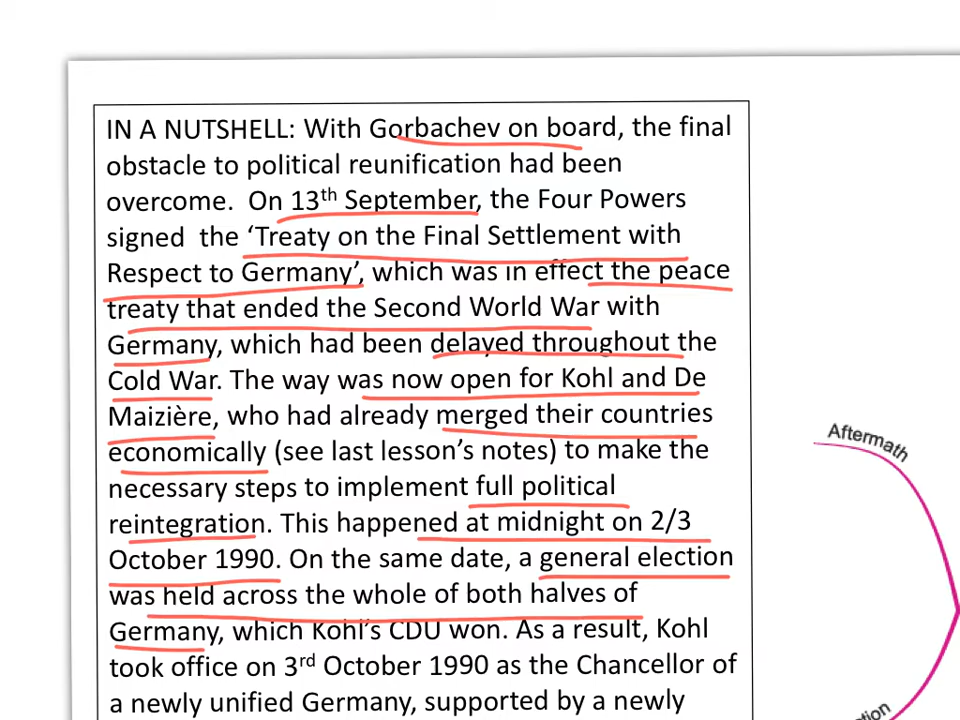 IN A NUTSHELL: With Gorbachev on board, the final
obstacle to political reunification had been
overcome. On 13th September, the Four Powers
signed the ‘Treaty on the Final Settlement with
Respect to Germany’, which was in effect the peace
treaty that ended the Second World War with
Germany, which had been delayed throughout the
Cold War. The way was now open for Kohl and De
Maizière, who had already merged their countries
economically (see last lesson’s notes) to make the
necessary steps to implement full political
reintegration. This happened at midnight on 2/3
October 1990. On the same date, a general election
was held across the whole of both halves of
Germany, which Kohl’s CDU won. As a result, Kohl
took office on 3rd October 1990 as the Chancellor of
a newly unified Germany, supported by a newly
Aftermath